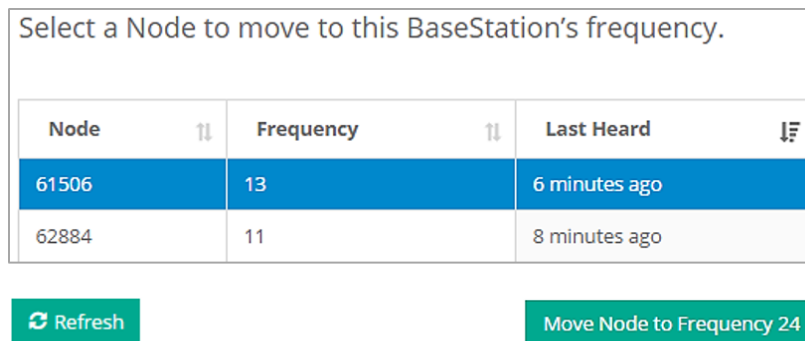 Select a Node to move to this BaseStation’s frequency.
Node Frequency Last Heard
61506 13 6 minutes ago
62884 11 8 minutes ago
Refresh Move Node to Frequency 24